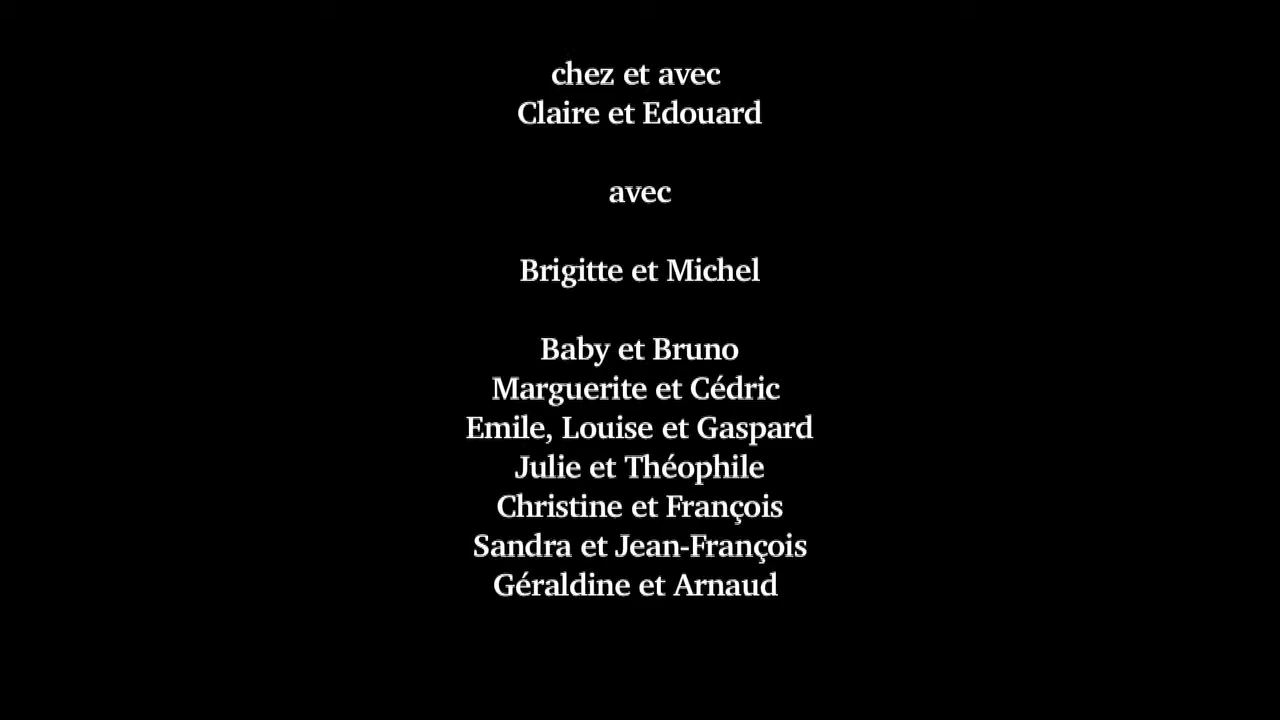 chez et avec
Claire et Edouard
avec
Brigitte et Michel
Baby et Bruno
Marguerite et Cédric
Emile, Louise et Gaspard
Julie et Théophile
Christine et François
Sandra et Jean-François
Géraldine et Arnaud